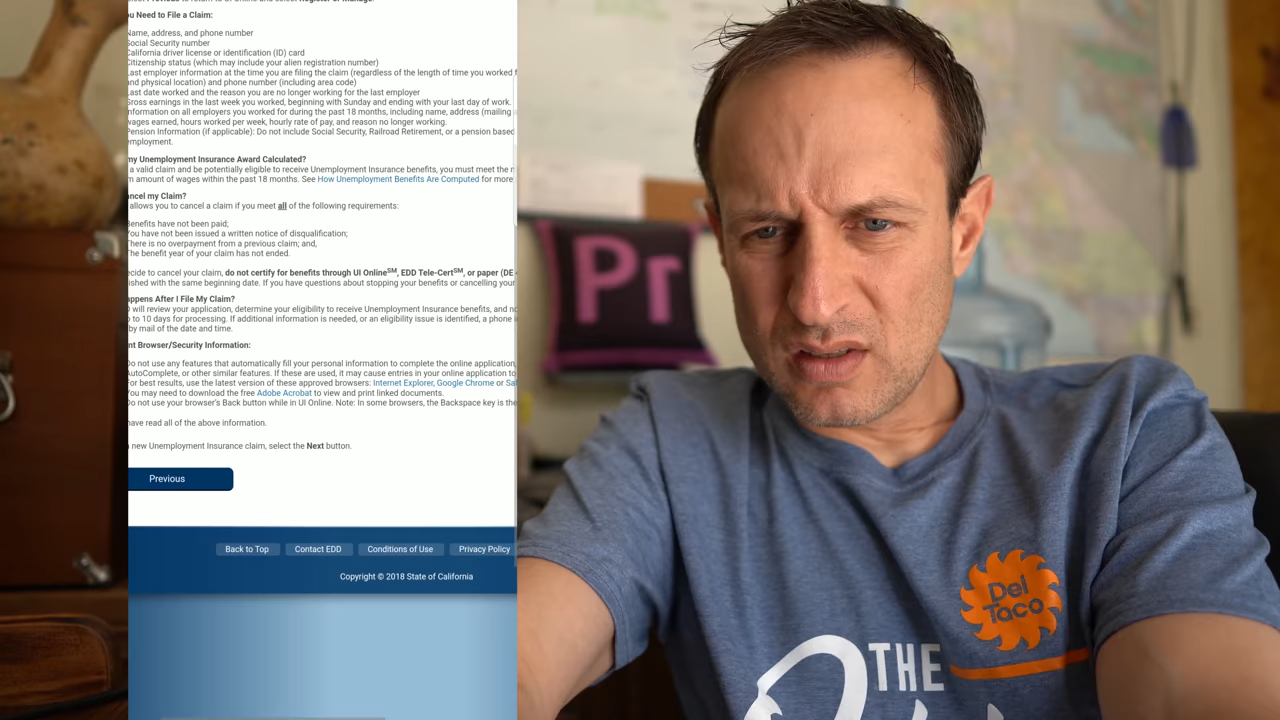 ou Need to File a Claim:
Name, address, and phone number
Social Security number
California driver license or identification (ID) card
Citizenship status (which may include your alien registration number)
Last employer information at the time you are filing the claim (regardless of the length of time you worked f
and physical location) and phone number (including area code)
Last date worked and the reason you are no longer working for the last employer
Gross earnings in the last week you worked, beginning with Sunday and ending with your last day of work.
Information on all employers you worked for during the past 18 months, including name, address (mailing
wages earned, hours worked per week, hourly rate of pay, and reason no longer working.
Pension Information (if applicable): Do not include Social Security, Railroad Retirement, or a pension based
employment.
my Unemployment Insurance Award Calculated?
a valid claim and be potentially eligible to receive Unemployment Insurance benefits, you must meet the
m amount of wages within the past 18 months. See How Unemployment Benefits Are Computed for more
ancel my Claim?
allows you to cancel a claim if you meet all of the following requirements:
Benefits have not been paid;
You have not been issued a written notice of disqualification;
There is no overpayment from a previous claim; and,
The benefit year of your claim has not ended.
ecide to cancel your claim, do not certify for benefits through UI OnlineSM, EDD Tele-CertSM, or paper (DE
ished with the same beginning date. If you have questions about stopping your benefits or cancelling your
appens After I File My Claim?
will review your application, determine your eligibility to receive Unemployment Insurance benefits, and no
to 10 days for processing. If additional information is needed, or an eligibility issue is identified, a phone i
by mail of the date and time.
nt Browser/Security Information:
Do not use any features that automatically fill your personal information to complete the online application,
AutoComplete, or other similar features. If these are used, it may cause entries in your online application to
For best results, use the latest version of these approved browsers: Internet Explorer, Google Chrome or Saf
You may need to download the free Adobe Acrobat to view and print linked documents.
Do not use your browser's Back button while in UI Online. Note: In some browsers, the Backspace key is the
have read all of the above information.
new Unemployment Insurance claim, select the Next button.
Previous
Back to Top Contact EDD Conditions of Use Privacy Policy
Copyright © 2018 State of California
Pr
Del
Taco
THE